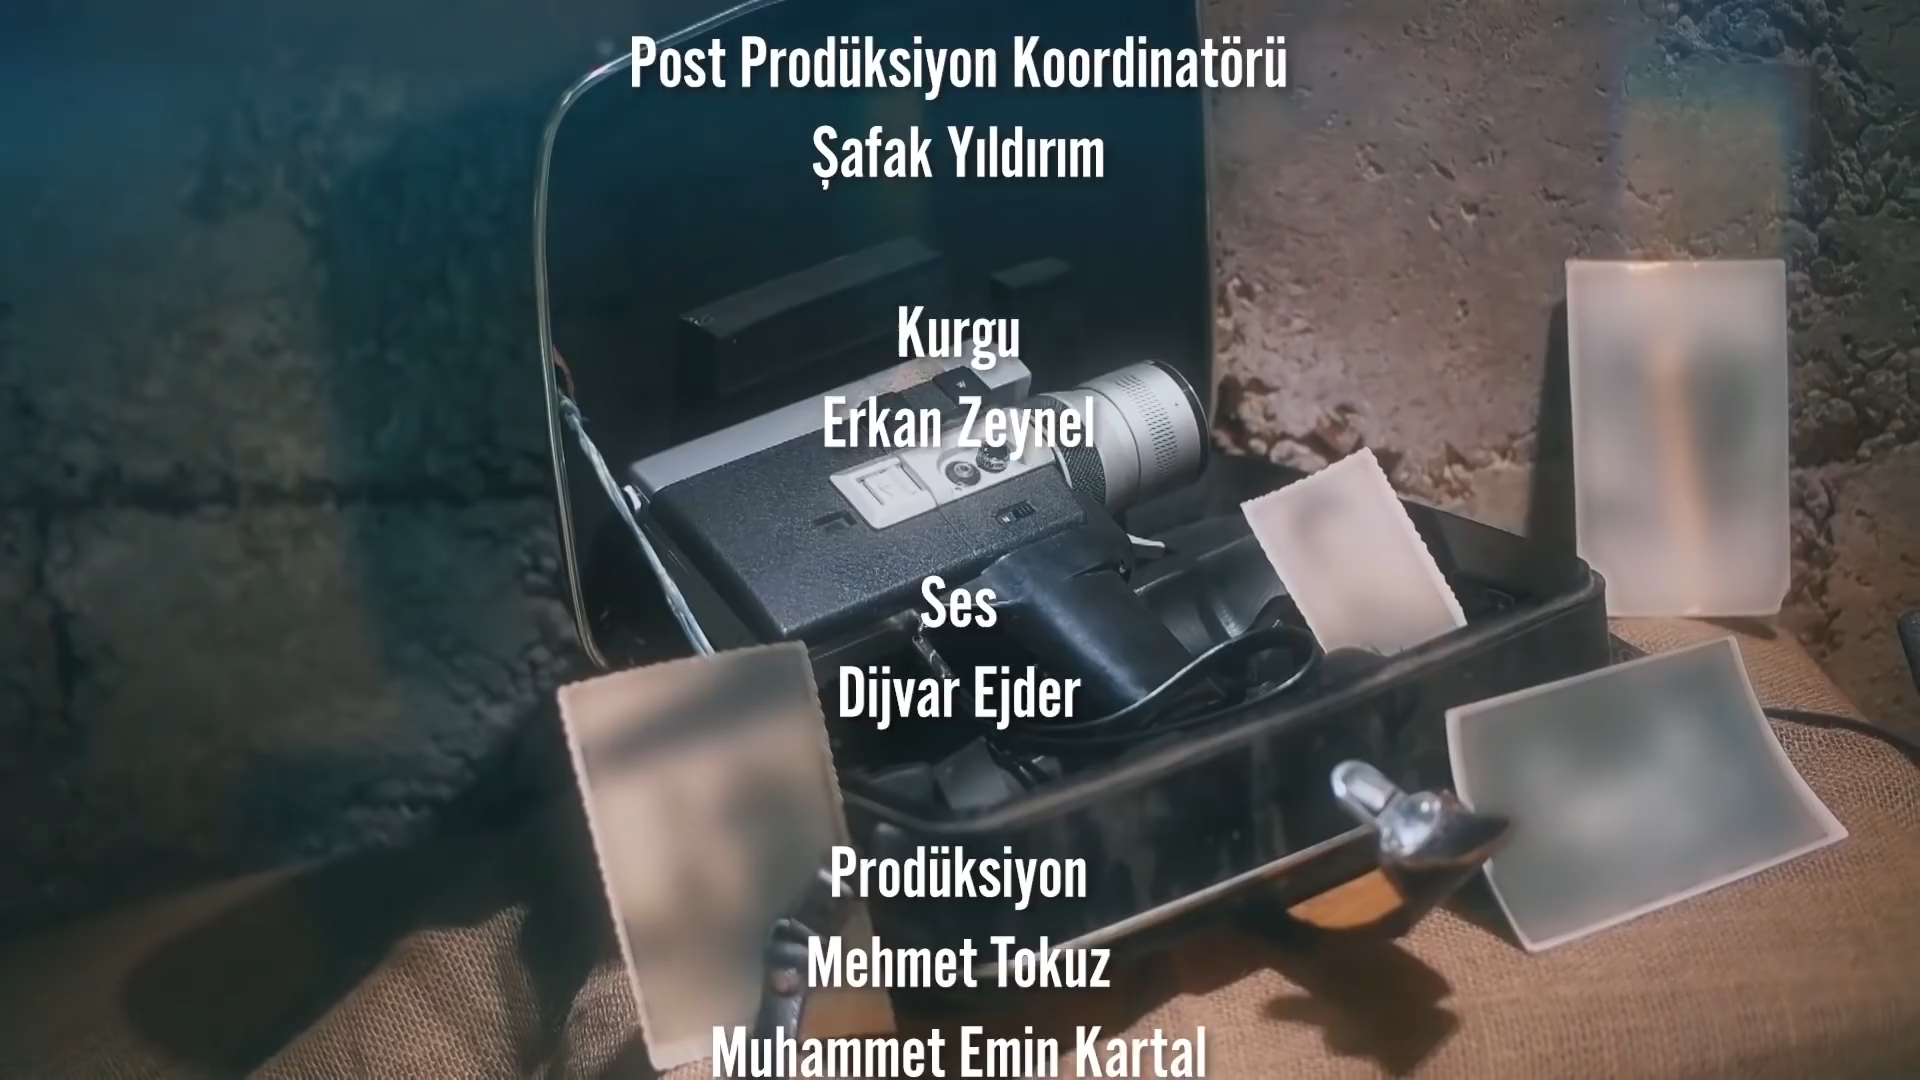 Post Prodüksiyon Koordinatörü
Şafak Yıldırım
Kurgu
Erkan Zeynel
Ses
Dijvar Ejder
Prodüksiyon
Mehmet Tokuz
Muhammet Emin Kartal